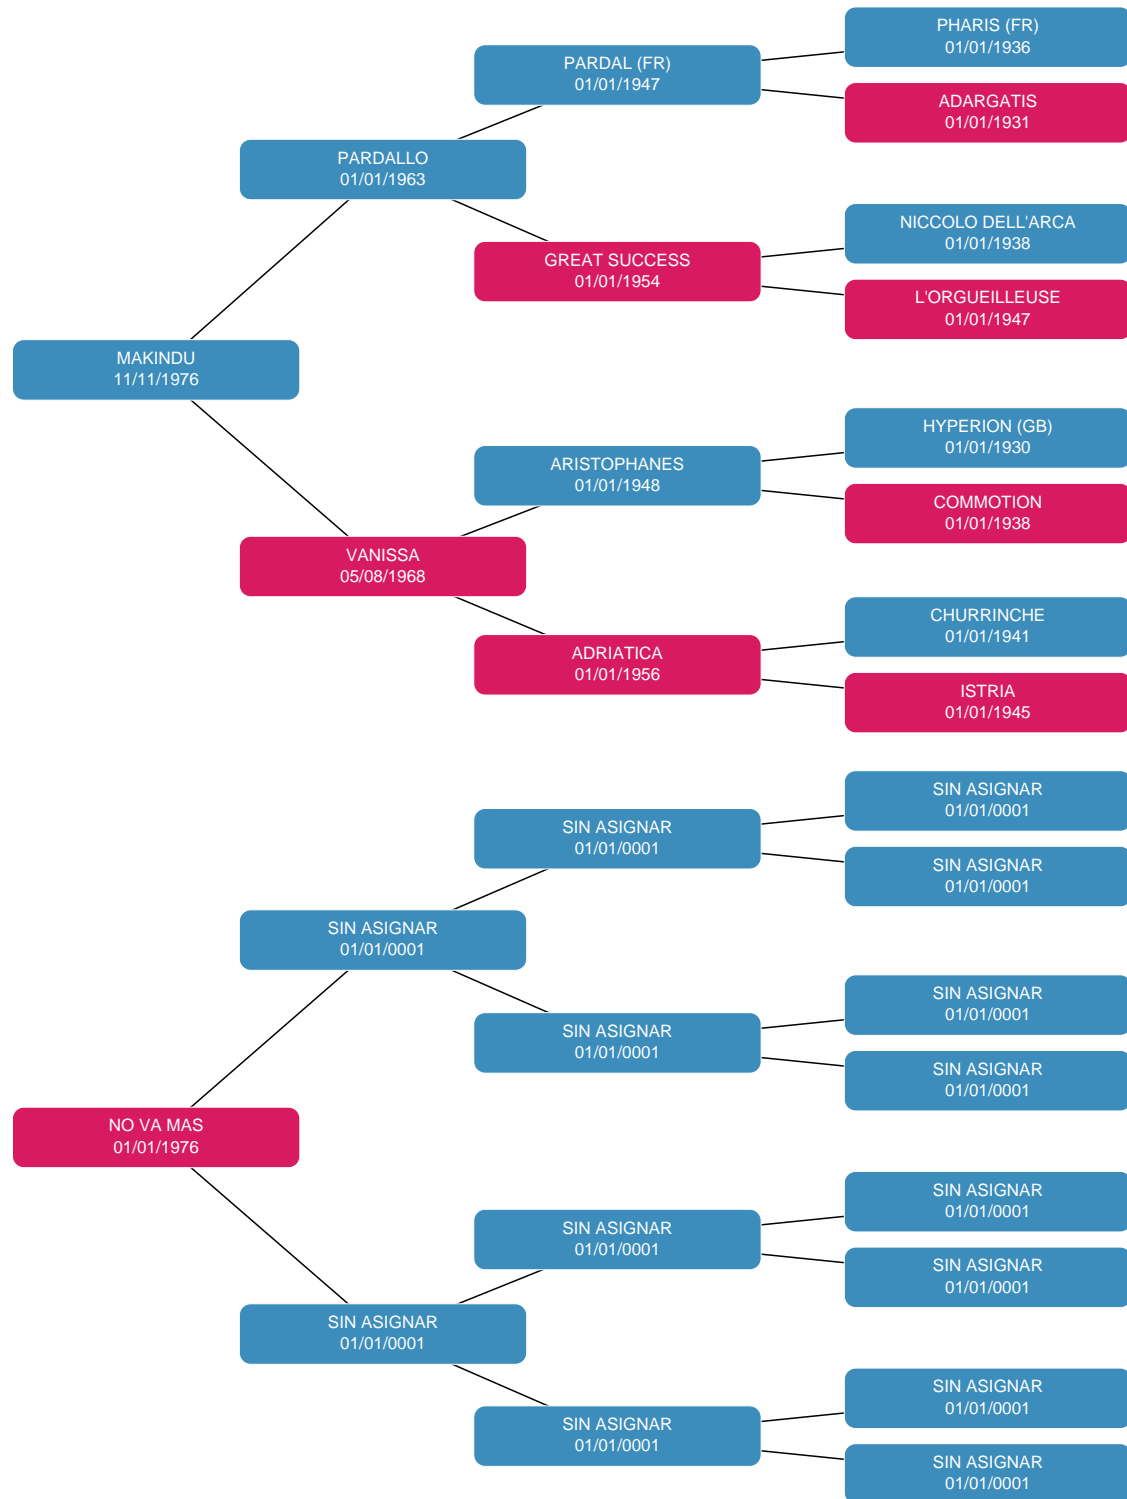 PHARIS (FR)
01/01/1936
PARDAL (FR)
01/01/1947
ADARGATIS
01/01/1931
PARDALLO
01/01/1963
NICCOLO DELL'ARCA
01/01/1938
GREAT SUCCESS
01/01/1954
L'ORGUEILLEUSE
01/01/1947
MAKINDU
11/11/1976
HYPERION (GB)
01/01/1930
ARISTOPHANES
01/01/1948
COMMOTION
01/01/1938
VANISSA
05/08/1968
CHURRINCHE
01/01/1941
ADRIATICA
01/01/1956
ISTRIA
01/01/1945
SIN ASIGNAR
01/01/0001
SIN ASIGNAR
01/01/0001
SIN ASIGNAR
01/01/0001
SIN ASIGNAR
01/01/0001
SIN ASIGNAR
01/01/0001
SIN ASIGNAR
01/01/0001
SIN ASIGNAR
01/01/0001
NO VA MAS
01/01/1976
SIN ASIGNAR
01/01/0001
SIN ASIGNAR
01/01/0001
SIN ASIGNAR
01/01/0001
SIN ASIGNAR
01/01/0001
SIN ASIGNAR
01/01/0001
SIN ASIGNAR
01/01/0001
SIN ASIGNAR
01/01/0001